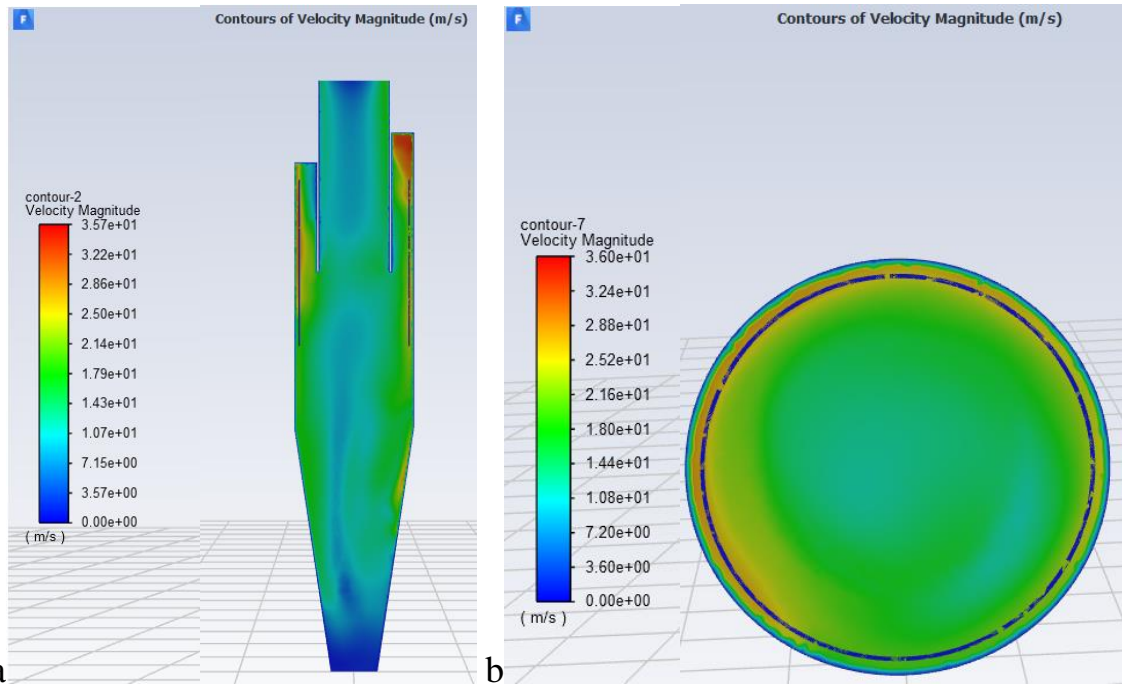 Contours of Velocity Magnitude (m/s)
contour-2
Velocity Magnitude
3.57e+01
3.22e+01
2.86e+01
2.50e+01
2.14e+01
1.79e+01
1.43e+01
1.07e+01
7.15e+00
3.57e+00
0.00e+00
( m/s )
a
Contours of Velocity Magnitude (m/s)
contour-7
Velocity Magnitude
3.60e+01
3.24e+01
2.88e+01
2.52e+01
2.16e+01
1.80e+01
1.44e+01
1.08e+01
7.20e+00
3.60e+00
0.00e+00
( m/s )
b